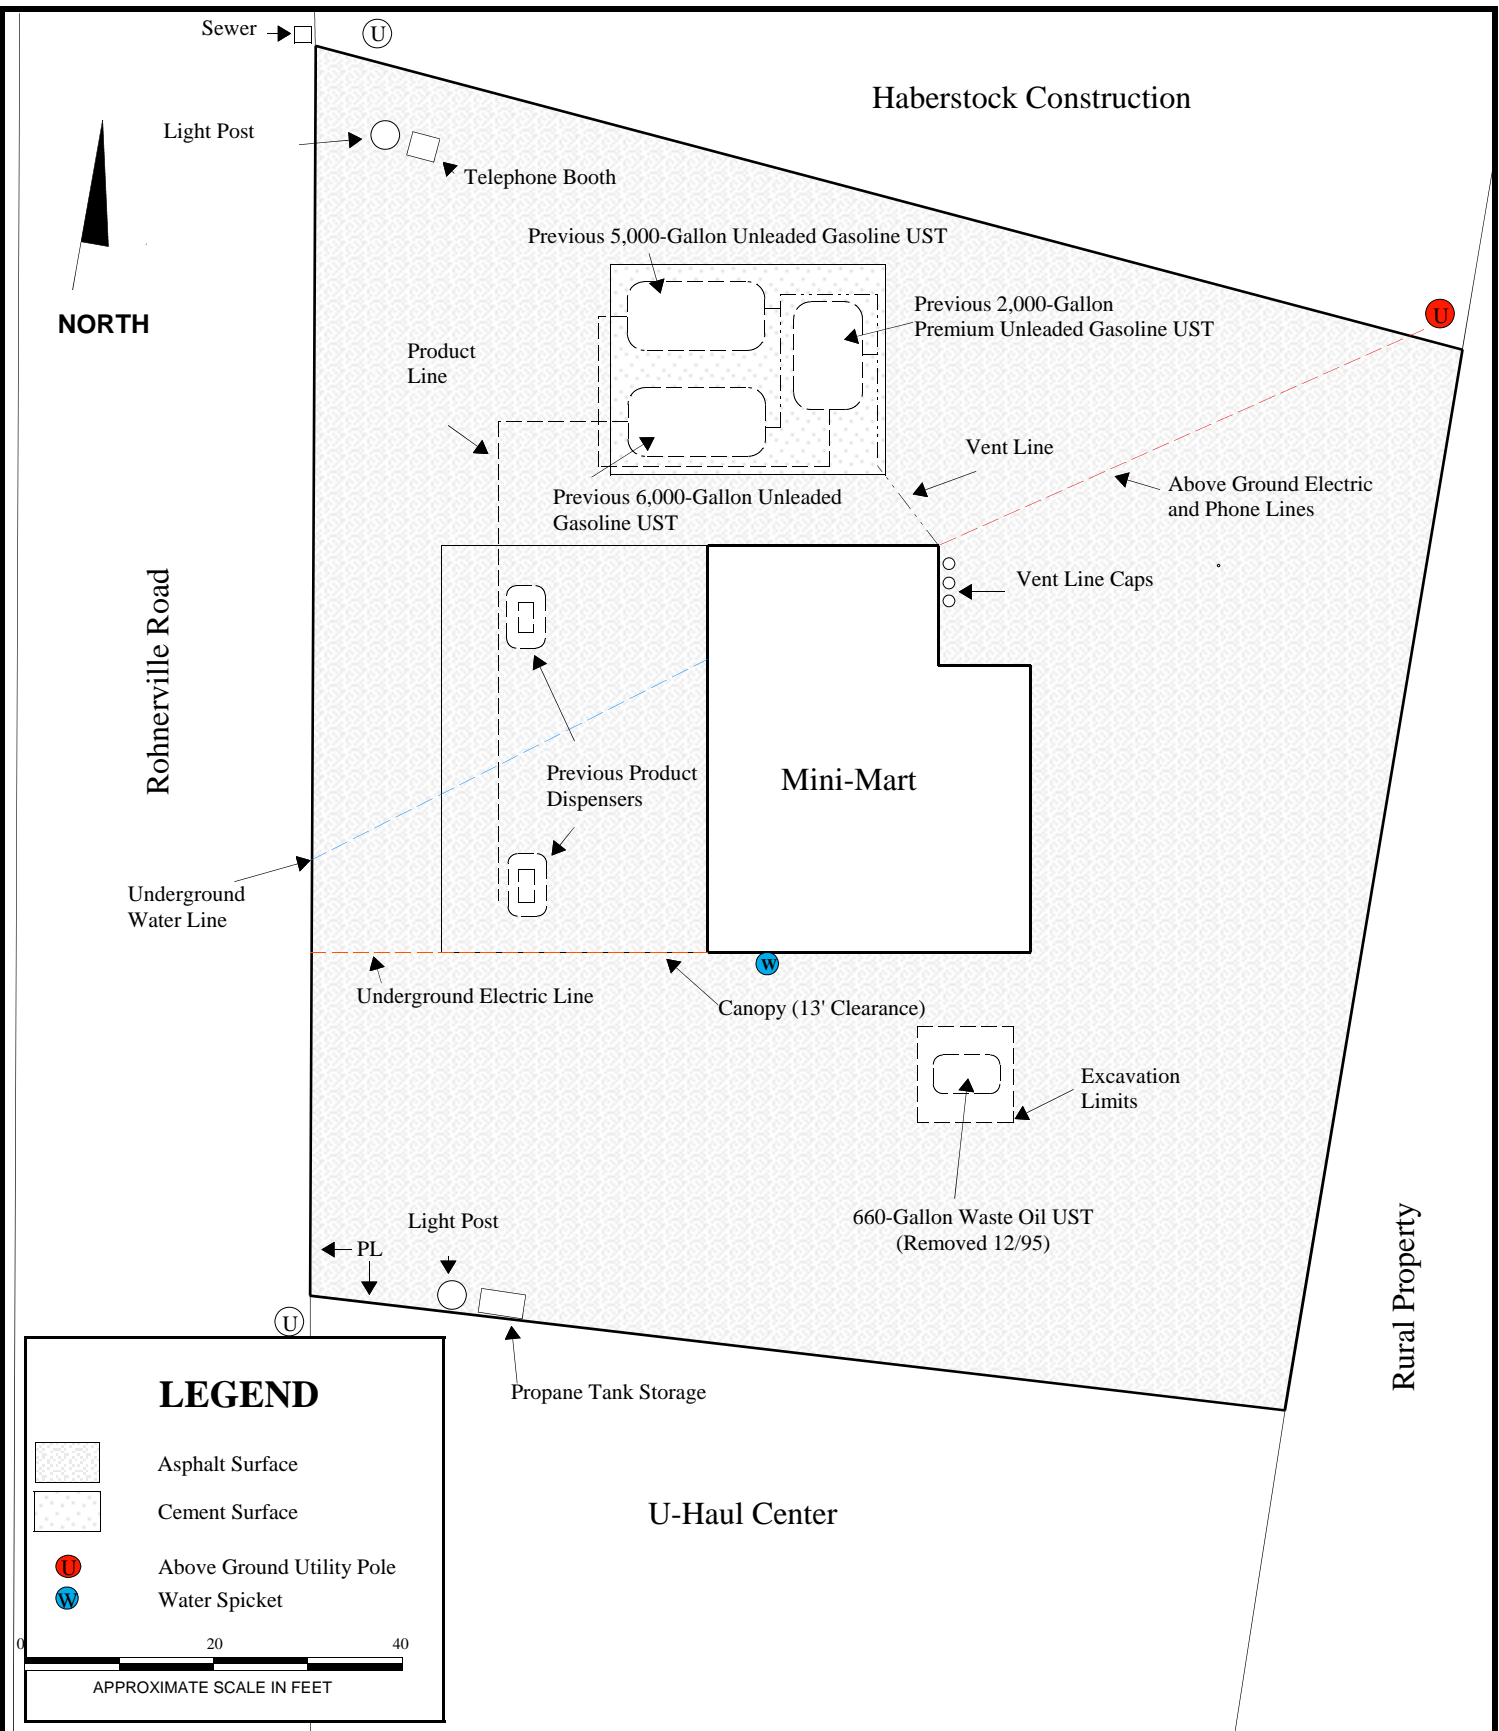 Sewer
U
Haberstock Construction
Light Post
Telephone Booth
Previous 5,000-Gallon Unleaded Gasoline UST
Previous 2,000-Gallon
Premium Unleaded Gasoline UST
U
NORTH
Product
Line
Vent Line
Above Ground Electric
and Phone Lines
Previous 6,000-Gallon Unleaded
Gasoline UST
Vent Line Caps
Rohnerville Road
Previous Product
Dispensers
Mini-Mart
Underground
Water Line
W
Underground Electric Line
Canopy (13' Clearance)
Excavation
Limits
660-Gallon Waste Oil UST
(Removed 12/95)
Light Post
PL
Rural Property
U
Propane Tank Storage
U-Haul Center
LEGEND
Asphalt Surface
Cement Surface
U Above Ground Utility Pole
W Water Spicket
0 20 40
APPROXIMATE SCALE IN FEET